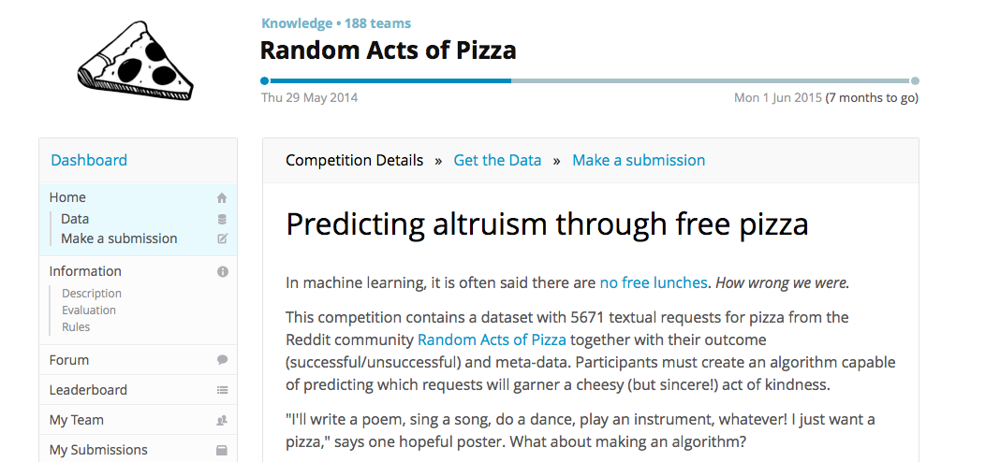 Knowledge • 188 teams
Random Acts of Pizza
Thu 29 May 2014
Mon 1 Jun 2015 (7 months to go)
Dashboard
Home
Data
Make a submission
Information
Description
Evaluation
Rules
Forum
Leaderboard
My Team
My Submissions
Competition Details » Get the Data » Make a submission
Predicting altruism through free pizza
In machine learning, it is often said there are no free lunches. How wrong we were.
This competition contains a dataset with 5671 textual requests for pizza from the
Reddit community Random Acts of Pizza together with their outcome
(successful/unsuccessful) and meta-data. Participants must create an algorithm capable
of predicting which requests will garner a cheesy (but sincere!) act of kindness.
"I'll write a poem, sing a song, do a dance, play an instrument, whatever! I just want a
pizza," says one hopeful poster. What about making an algorithm?